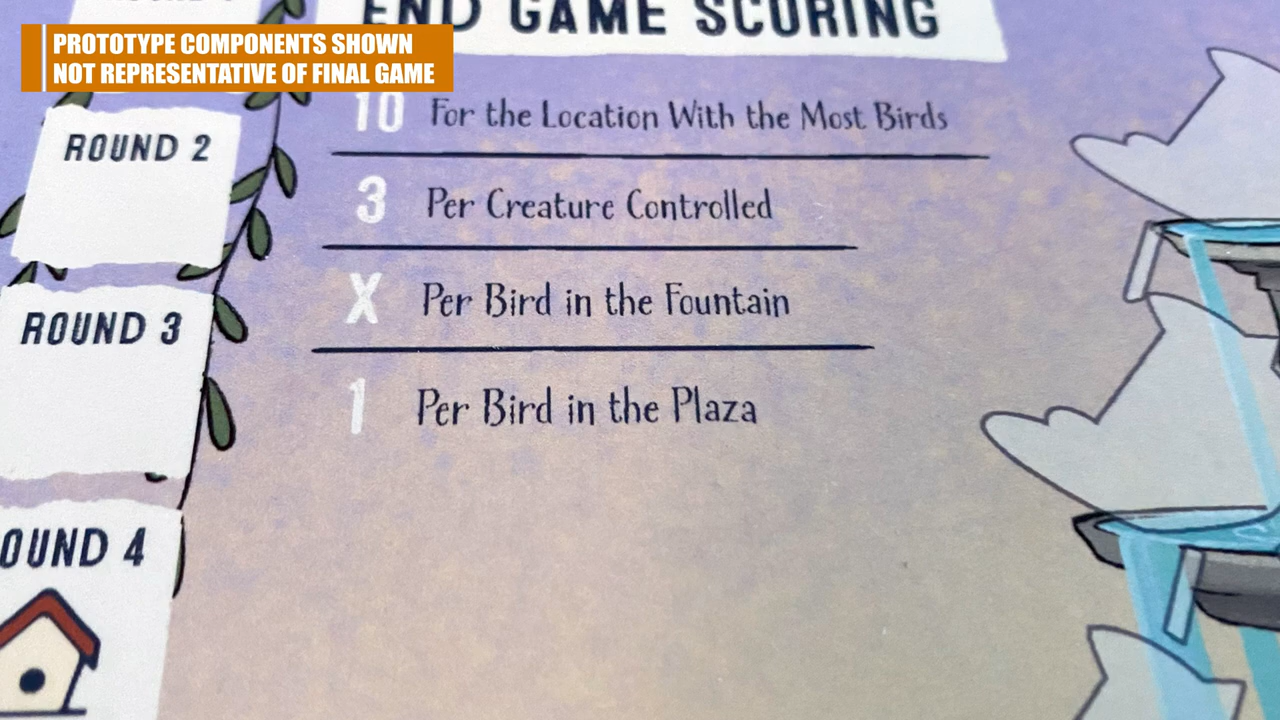 END GAME SCORING
PROTOTYPE COMPONENTS SHOWN
NOT REPRESENTATIVE OF FINAL GAME
10 For the Location With the Most Birds
ROUND 2
3 Per Creature Controlled
X Per Bird in the Fountain
ROUND 3
1 Per Bird in the Plaza
OUND 4